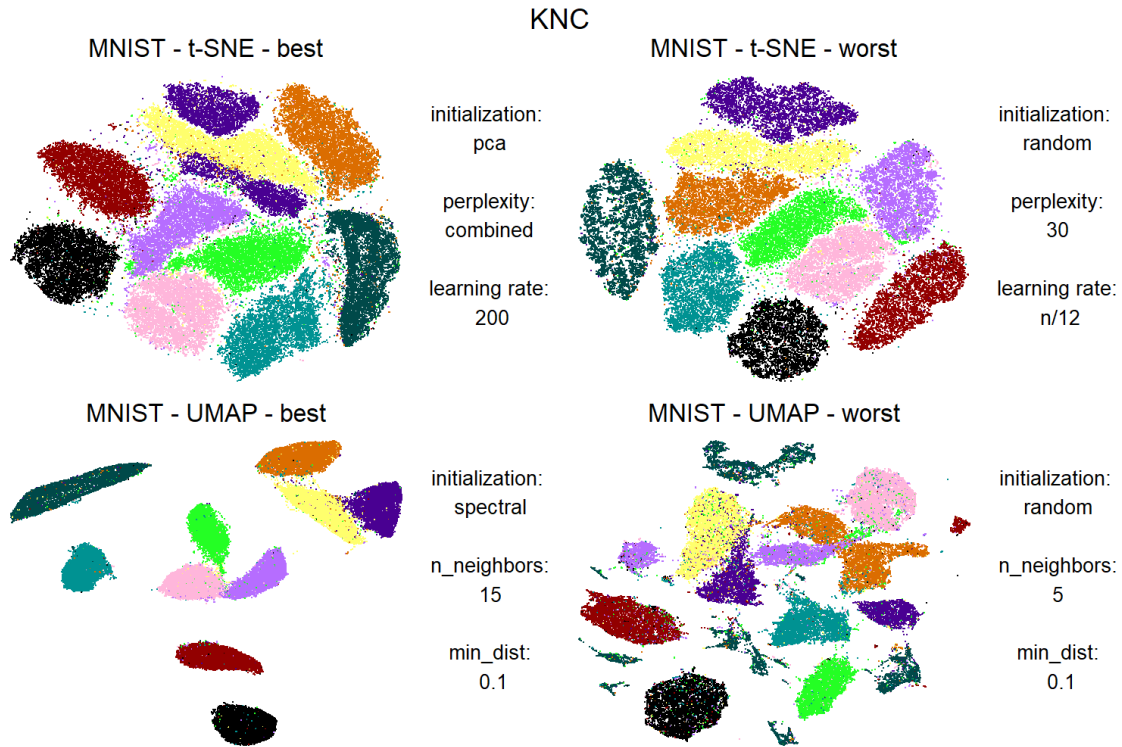 KNC
MNIST - t-SNE - best
initialization:
pca
perplexity:
combined
learning rate:
200
MNIST - t-SNE - worst
initialization:
random
perplexity:
30
learning rate:
n/12
MNIST - UMAP - best
initialization:
spectral
n_neighbors:
15
min_dist:
0.1
MNIST - UMAP - worst
initialization:
random
n_neighbors:
5
min_dist:
0.1